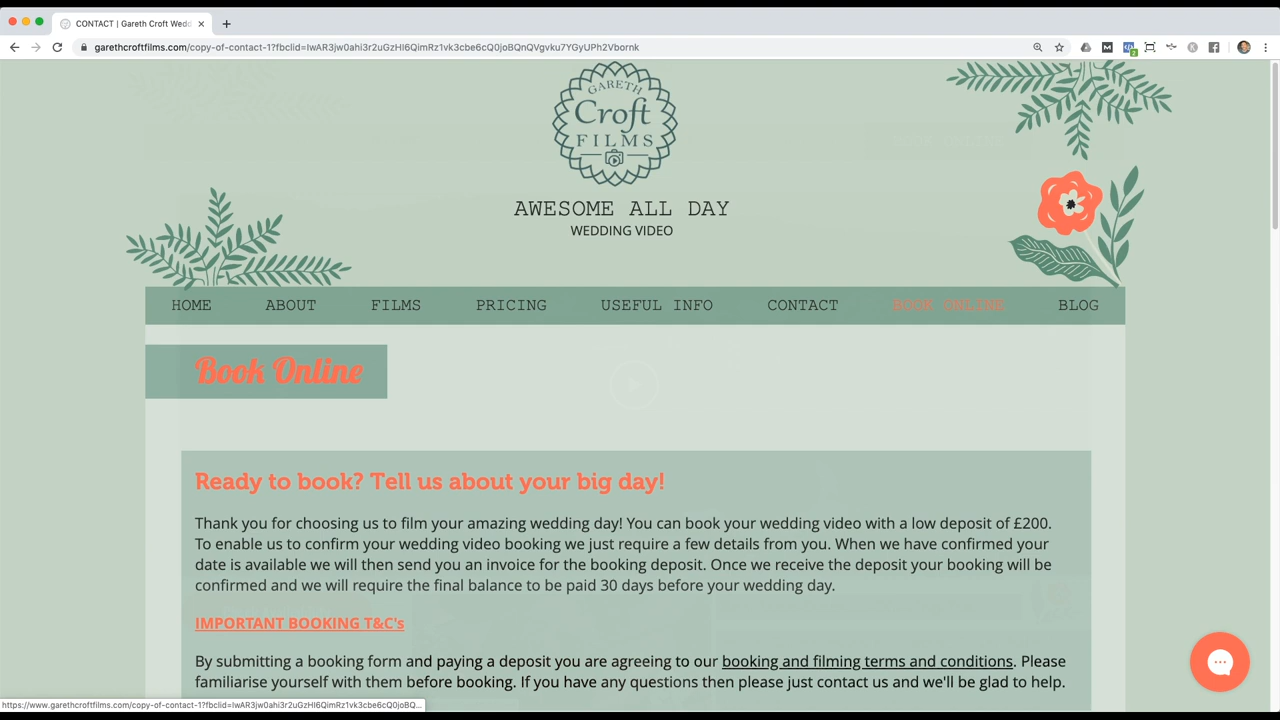 CONTACT | Gareth Croft Wedd
garethcroftfilms.com/copy-of-contact-1?fbclid=IwAR3jw0ahi3r2uGzHI6QimRz1vk3cbe6cQ0joBQnQVgvku7YGyUPh2Vbornk
GARETH
Croft
FILMS
AWESOME ALL DAY
WEDDING VIDEO
HOME ABOUT FILMS PRICING USEFUL INFO CONTACT BOOK ONLINE BLOG
Book Online
Ready to book? Tell us about your big day!
Thank you for choosing us to film your amazing wedding day! You can book your wedding video with a low deposit of £200.
To enable us to confirm your wedding video booking we just require a few details from you. When we have confirmed your
date is available we will then send you an invoice for the booking deposit. Once we receive the deposit your booking will be
confirmed and we will require the final balance to be paid 30 days before your wedding day.
IMPORTANT BOOKING T&C's
By submitting a booking form and paying a deposit you are agreeing to our booking and filming terms and conditions. Please
familiarise yourself with them before booking. If you have any questions then please just contact us and we'll be glad to help.
https://www.garethcroftfilms.com/copy-of-contact-1?fbclid=IwAR3jw0ahi3r2uGzHI6QimRz1vk3cbe6cQ0joBQ...